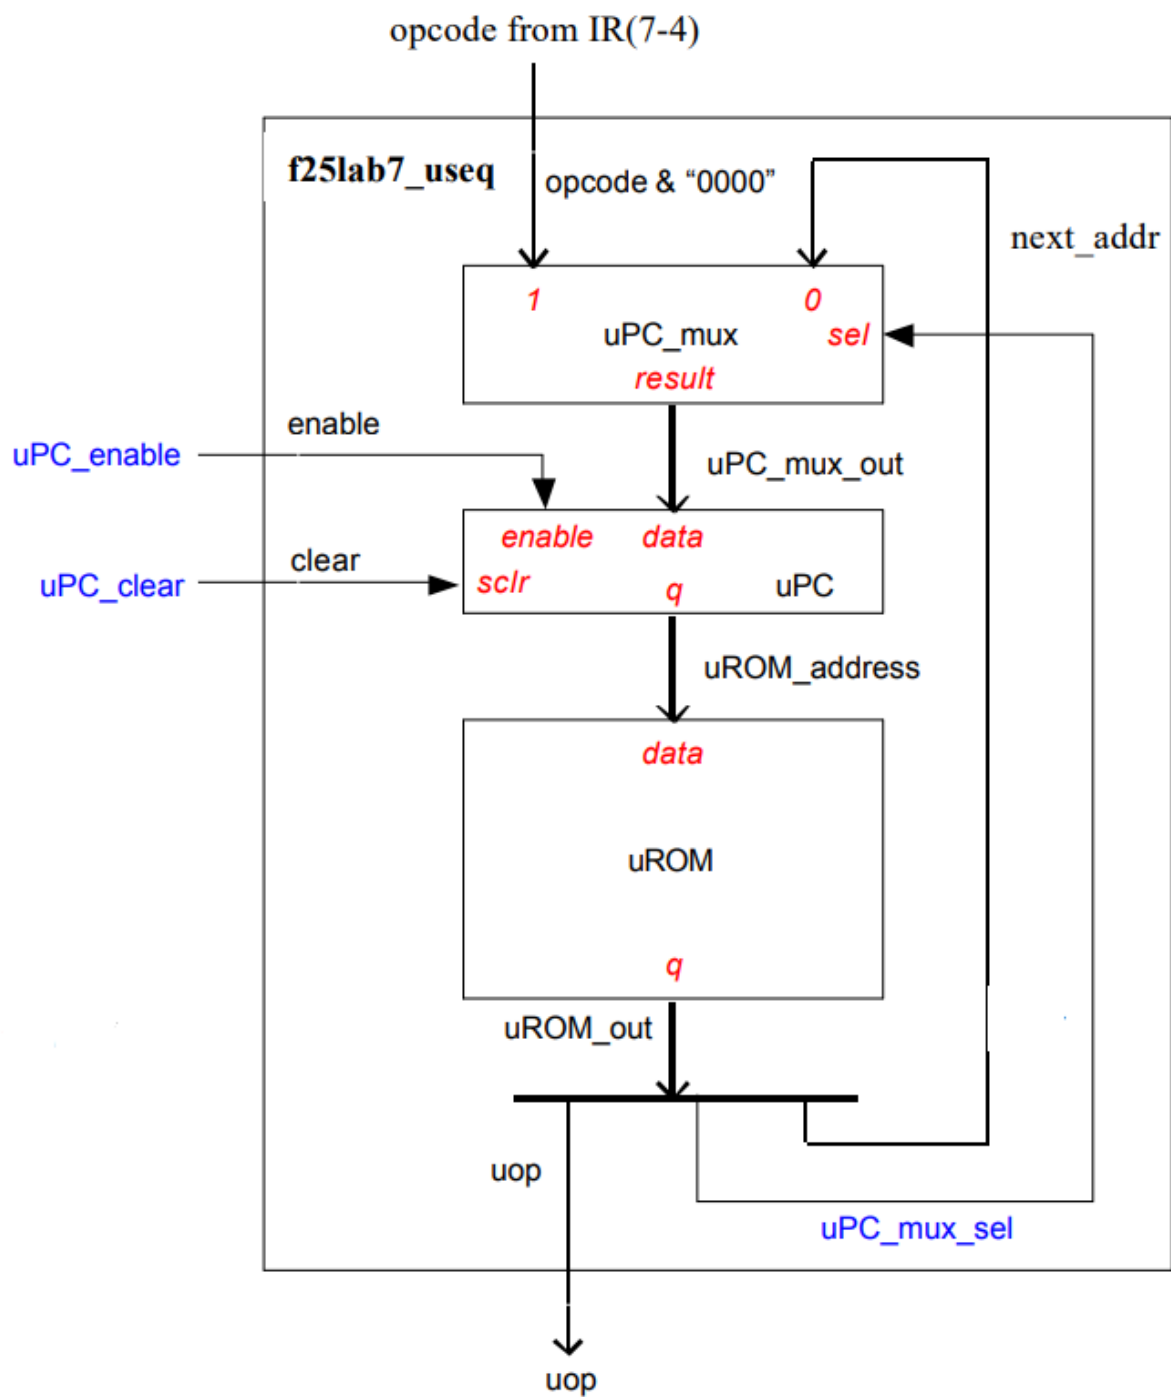 opcode from IR(7-4)
f25lab7_useq
opcode & “0000”
next_addr
1
0
uPC_mux
sel
result
enable
uPC_enable
uPC_mux_out
enable
data
clear
uPC_clear
sclr
q
uPC
uROM_address
data
uROM
q
uROM_out
uop
uPC_mux_sel
uop